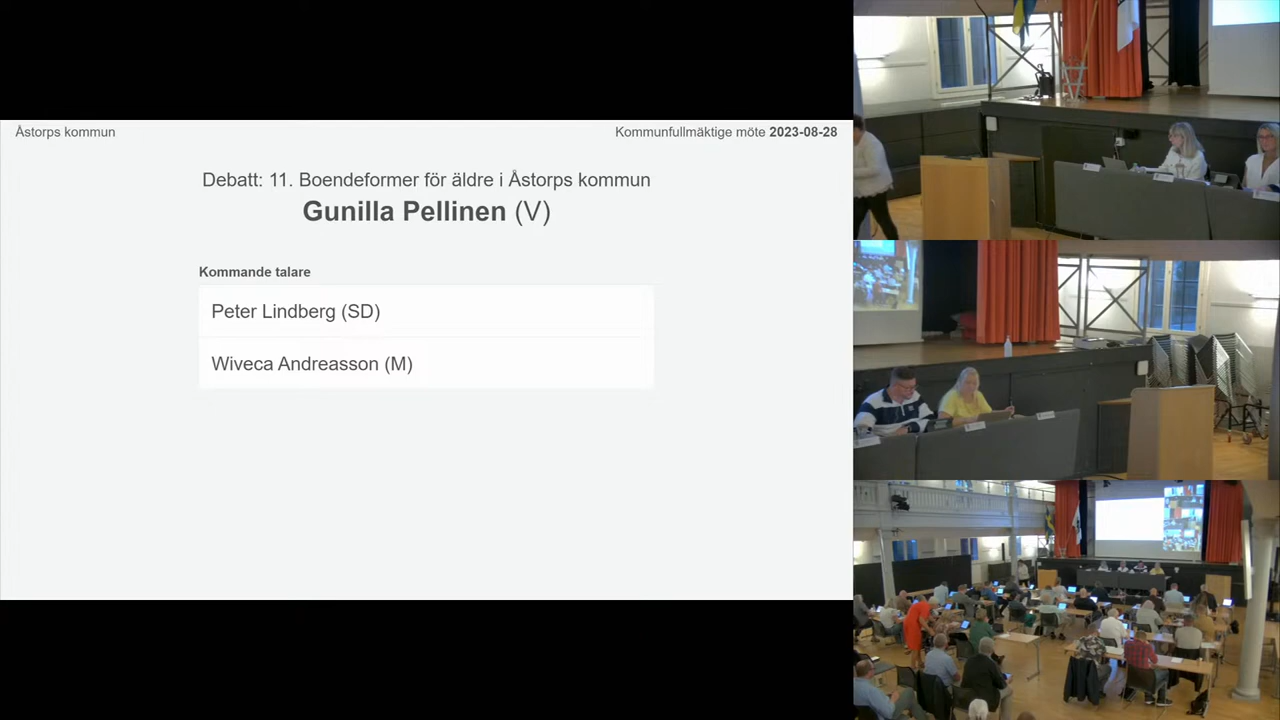 Åstorps kommun
Kommunfullmäktige möte 2023-08-28
Debatt: 11. Boendeformer för äldre i Åstorps kommun
Gunilla Pellinen (V)
Kommande talare
Peter Lindberg (SD)
Wiveca Andreasson (M)